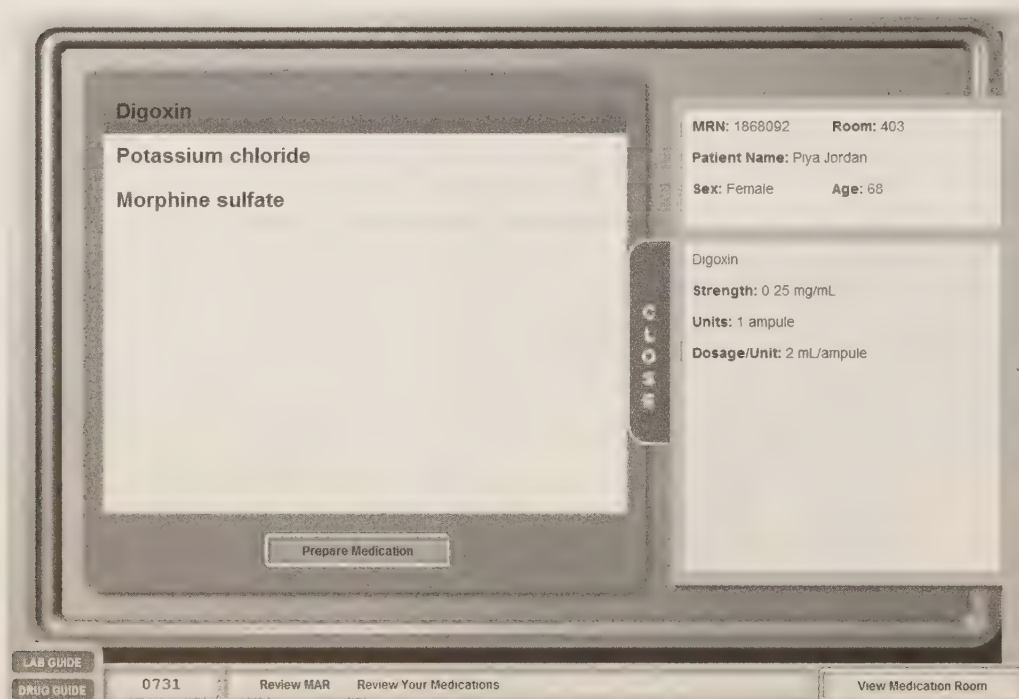 Digoxin
Potassium chloride
Morphine sulfate
Prepare Medication
CLOSE
MRN: 1868092 Room: 403
Patient Name: Piya Jordan
Sex: Female Age: 68
Digoxin
Strength: 0 25 mg/mL
Units: 1 ampule
Dosage/Unit: 2 mL/ampule
LAB GUIDE
DRUG GUIDE
0731 Review MAR Review Your Medications View Medication Room